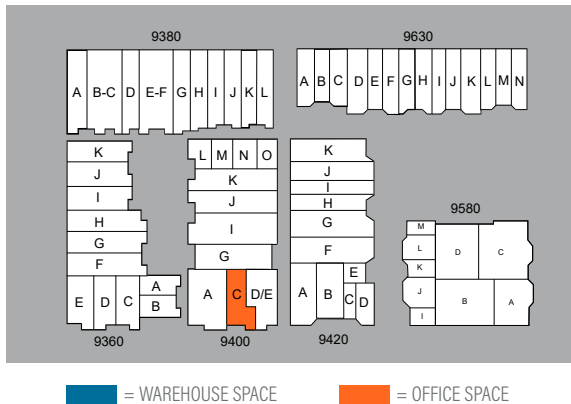 9380
9630
A B-C D E-F G H I J K L
A B C D E F G H I J K L M N
K
J
I
H
G
F
E D C
A
B
9360
L M N O
K
J
I
G
A C D/E
9400
K
J
I
H
G
F
E
A B C D
9420
9580
M
L
K
J
I
D C
B A
= WAREHOUSE SPACE
= OFFICE SPACE